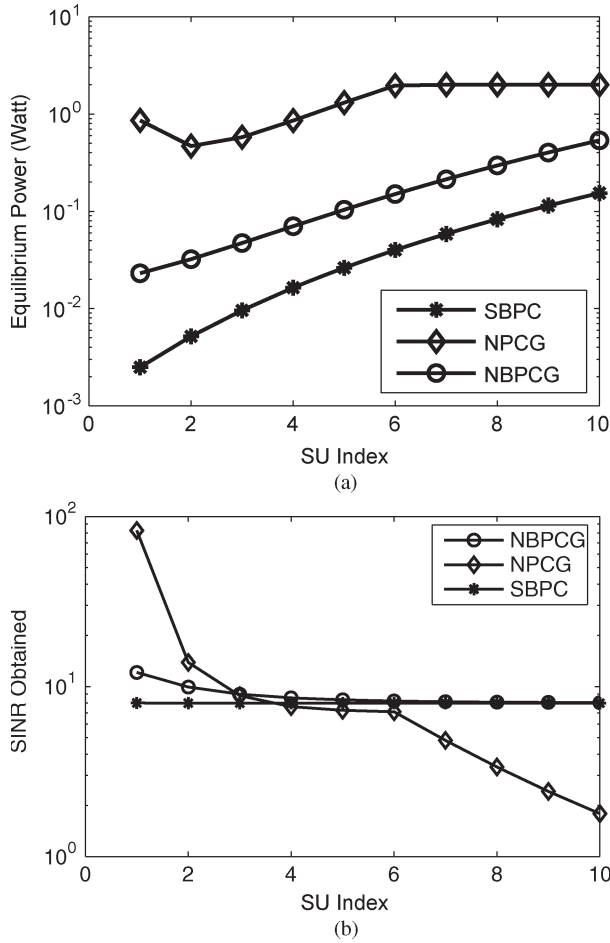 10^1
10^0
10^-1
10^-2
10^-3
Equilibrium Power (Watt)
SBPC
NPCG
NBPCG
0 2 4 6 8 10
SU Index
(a)
10^2
10^1
10^0
SINR Obtained
NBPCG
NPCG
SBPC
0 2 4 6 8 10
SU Index
(b)